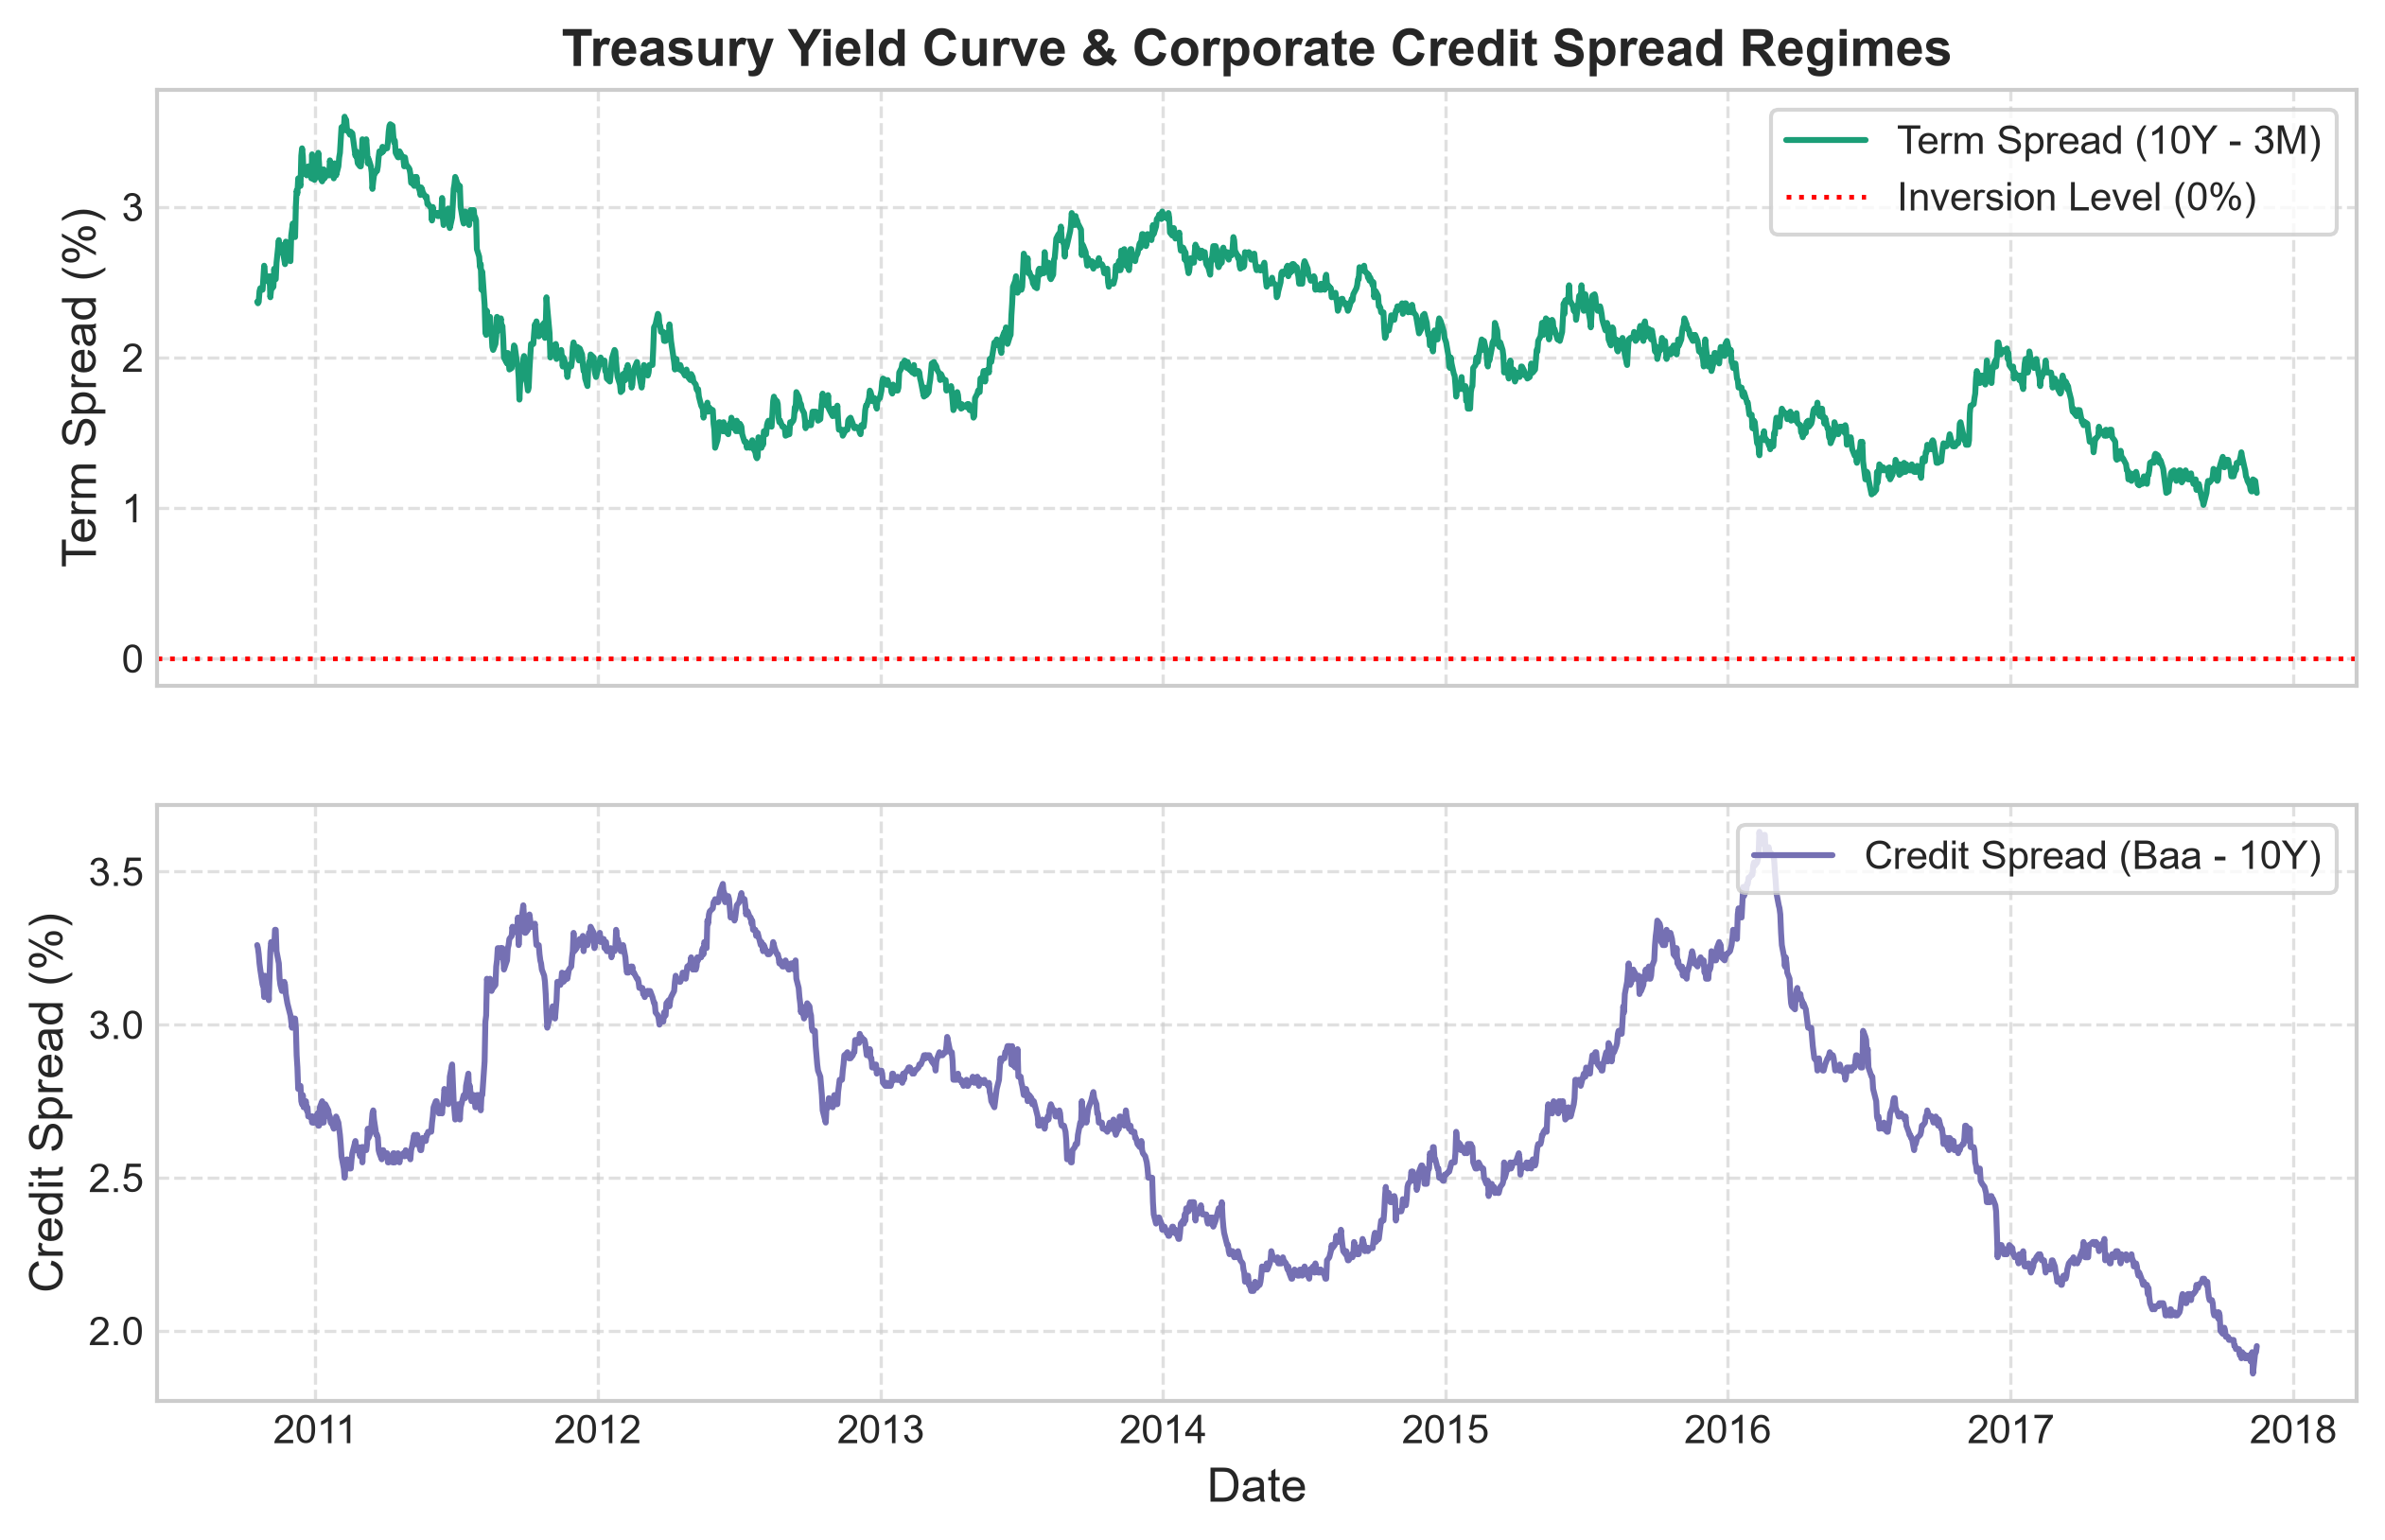 Treasury Yield Curve & Corporate Credit Spread Regimes
Term Spread (10Y - 3M)
Inversion Level (0%)
Term Spread (%)
3
2
1
0
Credit Spread (Baa - 10Y)
Credit Spread (%)
3.5
3.0
2.5
2.0
2011 2012 2013 2014 2015 2016 2017 2018
Date